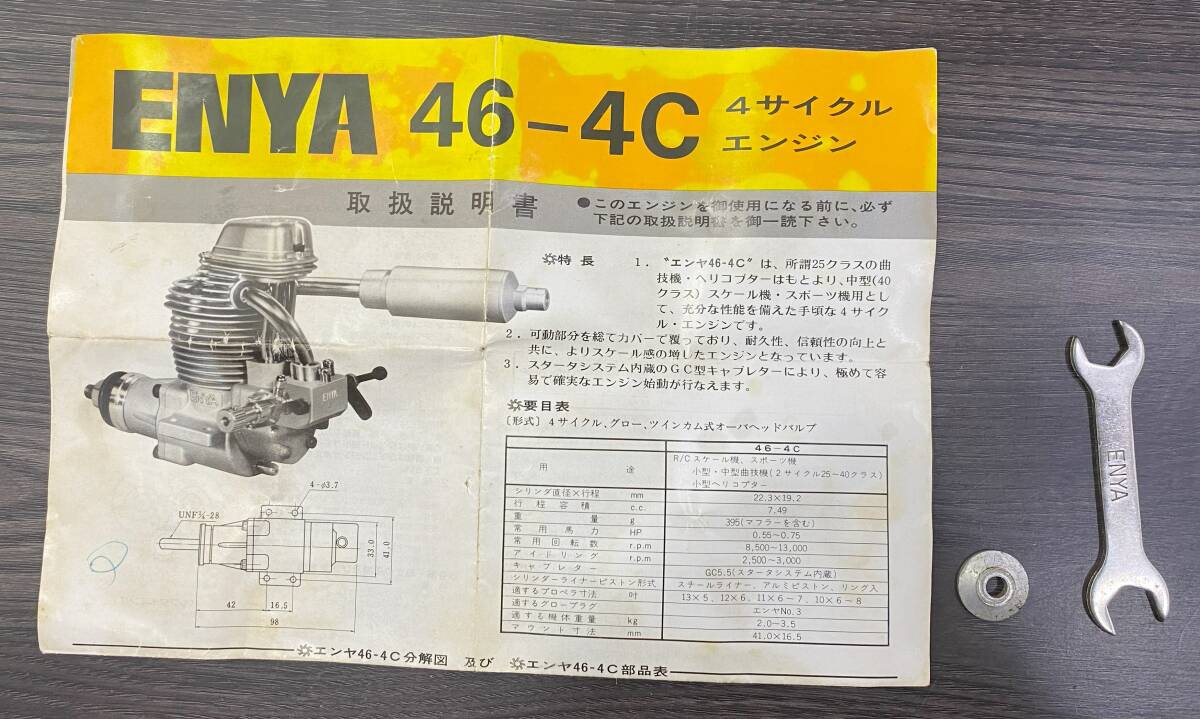 ENYA 46-4C 4サイクル
エンジン
取扱説明書
●このエンジンを御使用になる前に、必ず
下記の取扱説明書を御一読下さい。
特長
1. “エンヤ46-4C”は、所謂25クラスの曲
技機・ヘリコプターはもとより、中型(40
クラス)スケール機・スポーツ機用とし
て、充分な性能を備えた手頃な4サイク
ル・エンジンです。
2. 可動部分を総てカバーで覆っており、耐久性、信頼性の向上と
共に、よりスケール感の増したエンジンとなっています。
3. スタータシステム内蔵のGC型キャブレターにより、極めて容
易で確実なエンジン始動が行なえます。
要目表
〔形式〕4サイクル、グロー、ツインカム式オーバヘッドバルブ
46-4C
用途 R/Cスケール機、スポーツ機
小型・中型曲技機(2サイクル25~40クラス)
小型ヘリコプター
シリンダ直径×行程 mm 22.3×19.2
行程容積 c.c. 7.49
重量 g 395(マフラーを含む)
常用馬力 HP 0.55~0.75
常用回転数 r.p.m 8,500~13,000
アイドリング r.p.m 2,500~3,000
キャブレター GC5.5(スタータシステム内蔵)
シリンダーライナーピストン形式 スチールライナー、アルミピストン、リング入
適するプロペラ寸法 吋 13×5、12×6、11×6~7、10×6~8
適するグロープラグ エンヤNo.3
適する機体重量 kg 2.0~3.5
マウント寸法 mm 41.0×16.5
ENYA
ENYA
4-φ3.7
UNF¼-28
33.0
41.0
42
16.5
98
エンヤ46-4C分解図 及び エンヤ46-4C部品表
ENYA